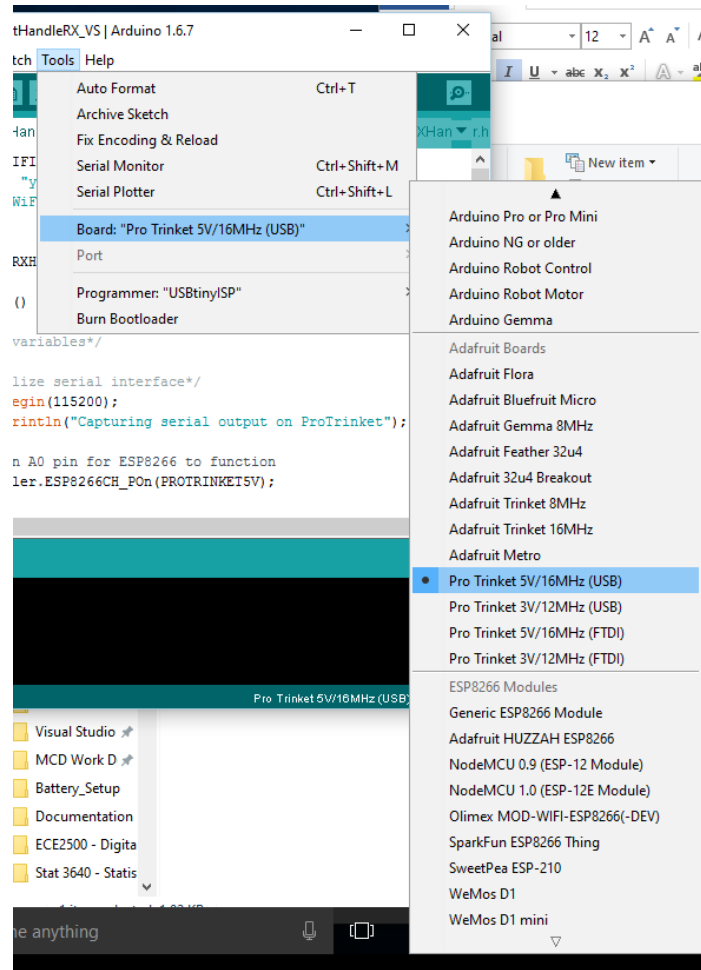 tHandleRX_VS | Arduino 1.6.7
tch Tools Help
Auto Format Ctrl+T
Archive Sketch
Fix Encoding & Reload
Serial Monitor Ctrl+Shift+M
Serial Plotter Ctrl+Shift+L
Board: "Pro Trinket 5V/16MHz (USB)"
Port
Programmer: "USBtinyISP"
Burn Bootloader
al 12 A A
I U abc X₂ X²
New item
Han
XHan r.h
IFI
"y
WiF
RXH
()
variables*/
lize serial interface*/
egin(115200);
rintln("Capturing serial output on ProTrinket");
n A0 pin for ESP8266 to function
ler.ESP8266CH_POn(PROTRINKET5V);
Pro Trinket 5V/16MHz (USB)
Arduino Pro or Pro Mini
Arduino NG or older
Arduino Robot Control
Arduino Robot Motor
Arduino Gemma
Adafruit Boards
Adafruit Flora
Adafruit Bluefruit Micro
Adafruit Gemma 8MHz
Adafruit Feather 32u4
Adafruit 32u4 Breakout
Adafruit Trinket 8MHz
Adafruit Trinket 16MHz
Adafruit Metro
Pro Trinket 5V/16MHz (USB)
Pro Trinket 3V/12MHz (USB)
Pro Trinket 5V/16MHz (FTDI)
Pro Trinket 3V/12MHz (FTDI)
ESP8266 Modules
Generic ESP8266 Module
Adafruit HUZZAH ESP8266
NodeMCU 0.9 (ESP-12 Module)
NodeMCU 1.0 (ESP-12E Module)
Olimex MOD-WIFI-ESP8266(-DEV)
SparkFun ESP8266 Thing
SweetPea ESP-210
WeMos D1
WeMos D1 mini
Visual Studio
MCD Work D
Battery_Setup
Documentation
ECE2500 - Digita
Stat 3640 - Statis
ne anything